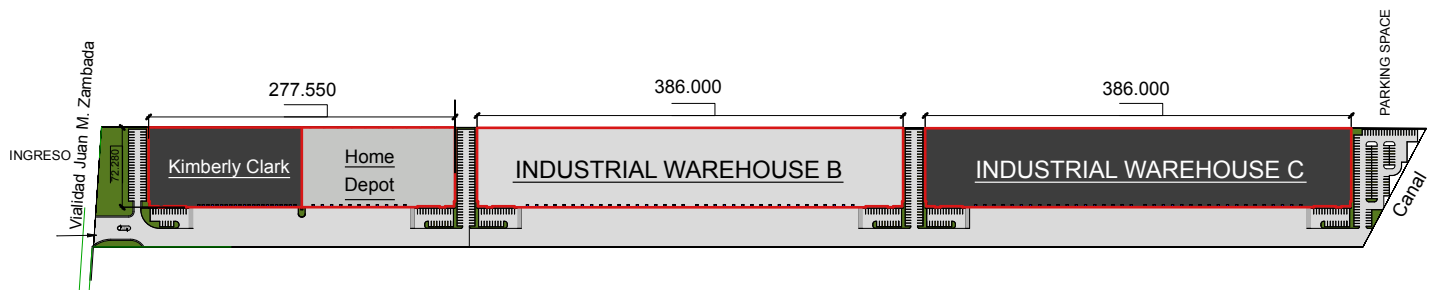 277.550
386.000
386.000
PARKING SPACE
Vialidad Juan M. Zambada
INGRESO
72.280
Kimberly Clark
Home
Depot
INDUSTRIAL WAREHOUSE B
INDUSTRIAL WAREHOUSE C
Canal